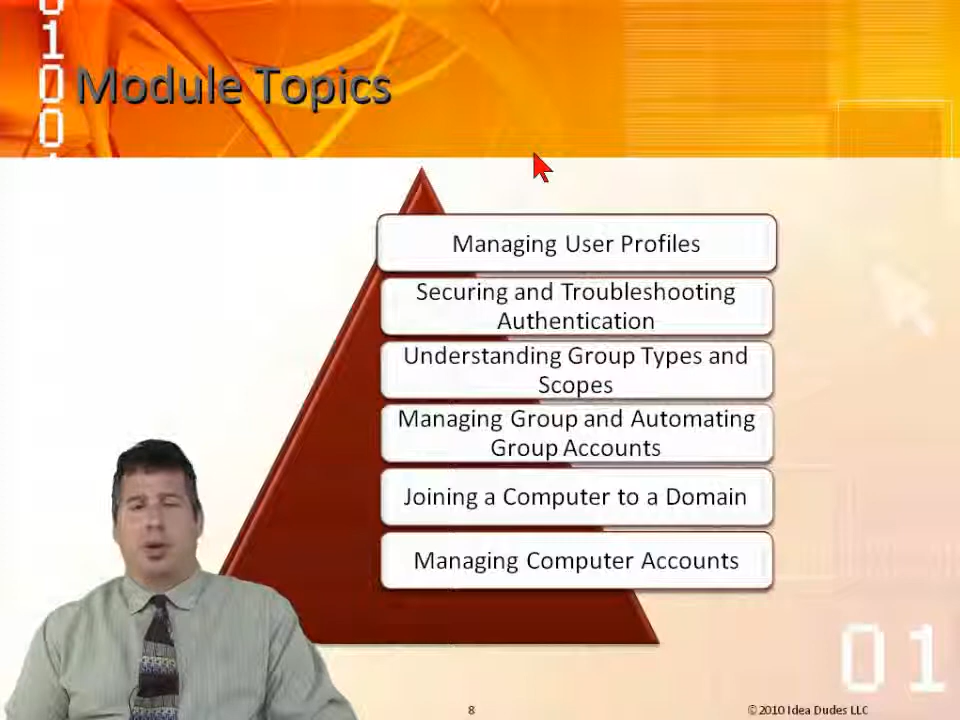 0100
Module Topics
Managing User Profiles
Securing and Troubleshooting
Authentication
Understanding Group Types and
Scopes
Managing Group and Automating
Group Accounts
Joining a Computer to a Domain
Managing Computer Accounts
01
8
©2010 Idea Dudes LLC